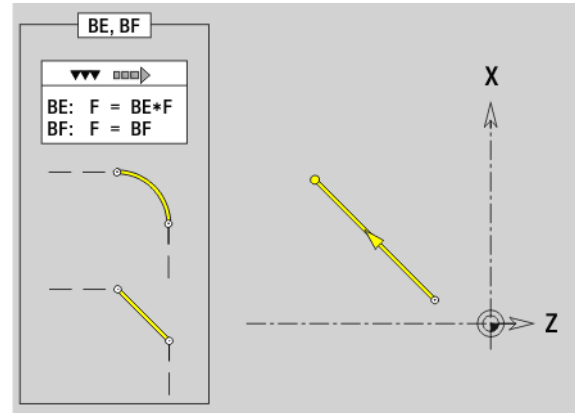 BE, BF
BE: F = BE*F
BF: F = BF
X
Z